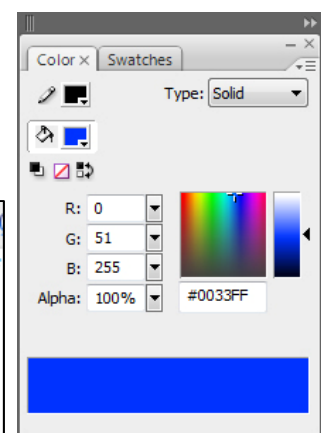 Color × Swatches
Type: Solid
R: 0
G: 51
B: 255
Alpha: 100% #0033FF